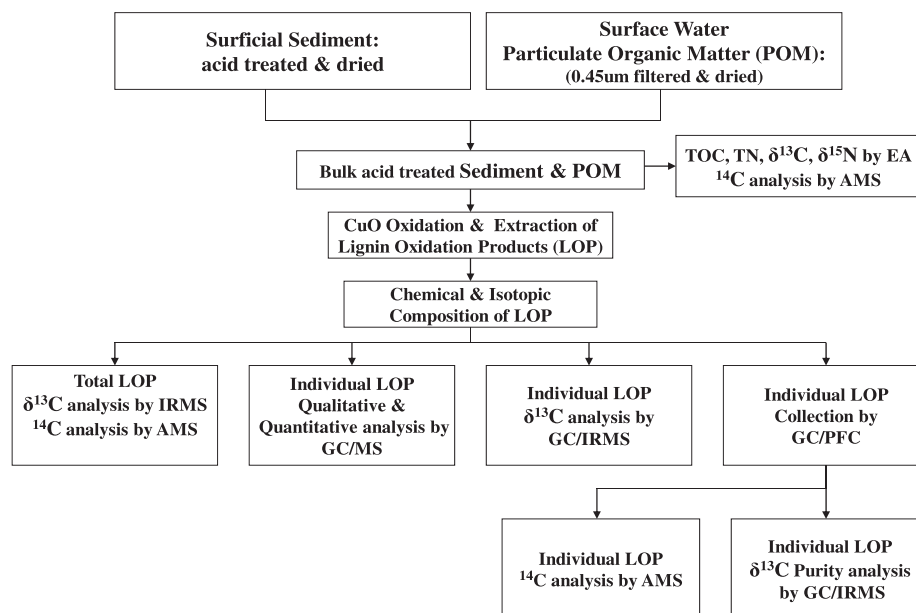 Surficial Sediment:
acid treated & dried
Surface Water
Particulate Organic Matter (POM):
(0.45um filtered & dried)
Bulk acid treated Sediment & POM
TOC, TN, δ¹³C, δ¹⁵N by EA
¹⁴C analysis by AMS
CuO Oxidation & Extraction of
Lignin Oxidation Products (LOP)
Chemical & Isotopic
Composition of LOP
Total LOP
δ¹³C analysis by IRMS
¹⁴C analysis by AMS
Individual LOP
Qualitative &
Quantitative analysis by
GC/MS
Individual LOP
δ¹³C analysis by
GC/IRMS
Individual LOP
Collection by
GC/PFC
Individual LOP
¹⁴C analysis by AMS
Individual LOP
δ¹³C Purity analysis
by GC/IRMS